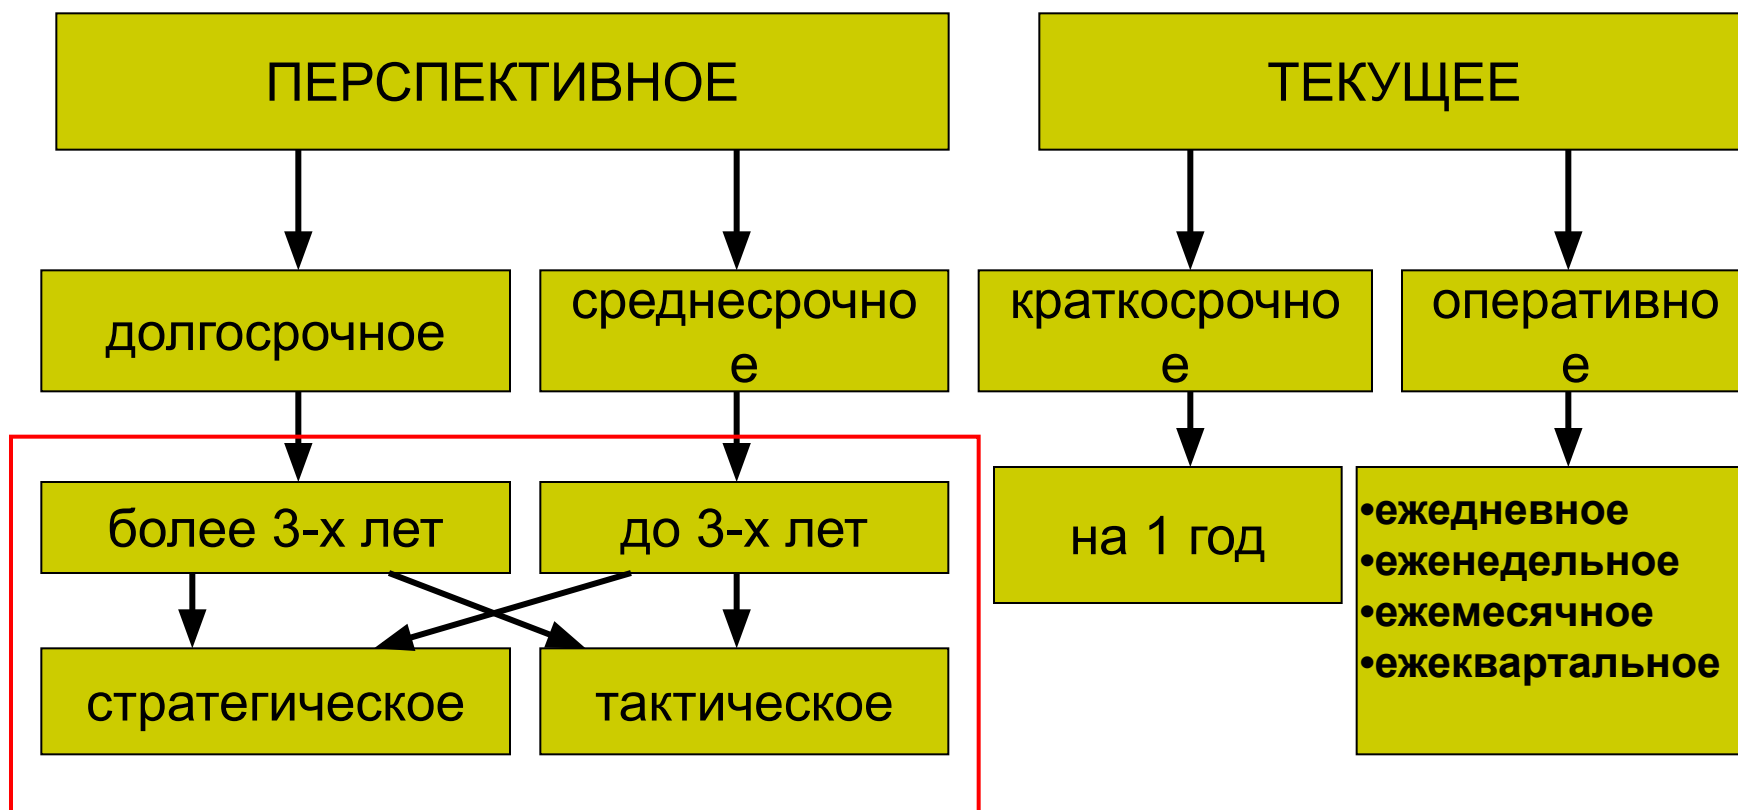 ПЕРСПЕКТИВНОЕ
ТЕКУЩЕЕ
долгосрочное
среднесрочно
е
краткосрочно
е
оперативно
е
более 3-х лет
до 3-х лет
на 1 год
•ежедневное
•еженедельное
•ежемесячное
•ежеквартальное
стратегическое
тактическое